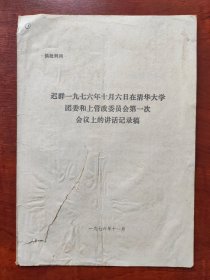 供批判用
迟群一九七六年十月六日在清华大学
团委和上管改委员会第一次
会议上的讲话记录稿
一九七六年十一月